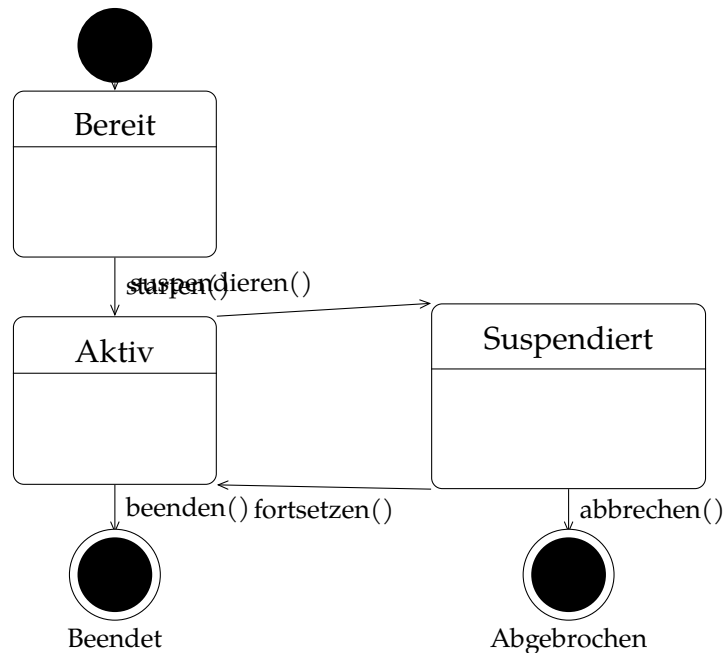 Bereit
suspendieren()
starten()
Aktiv
Suspendiert
beenden()
fortsetzen()
abbrechen()
Beendet
Abgebrochen